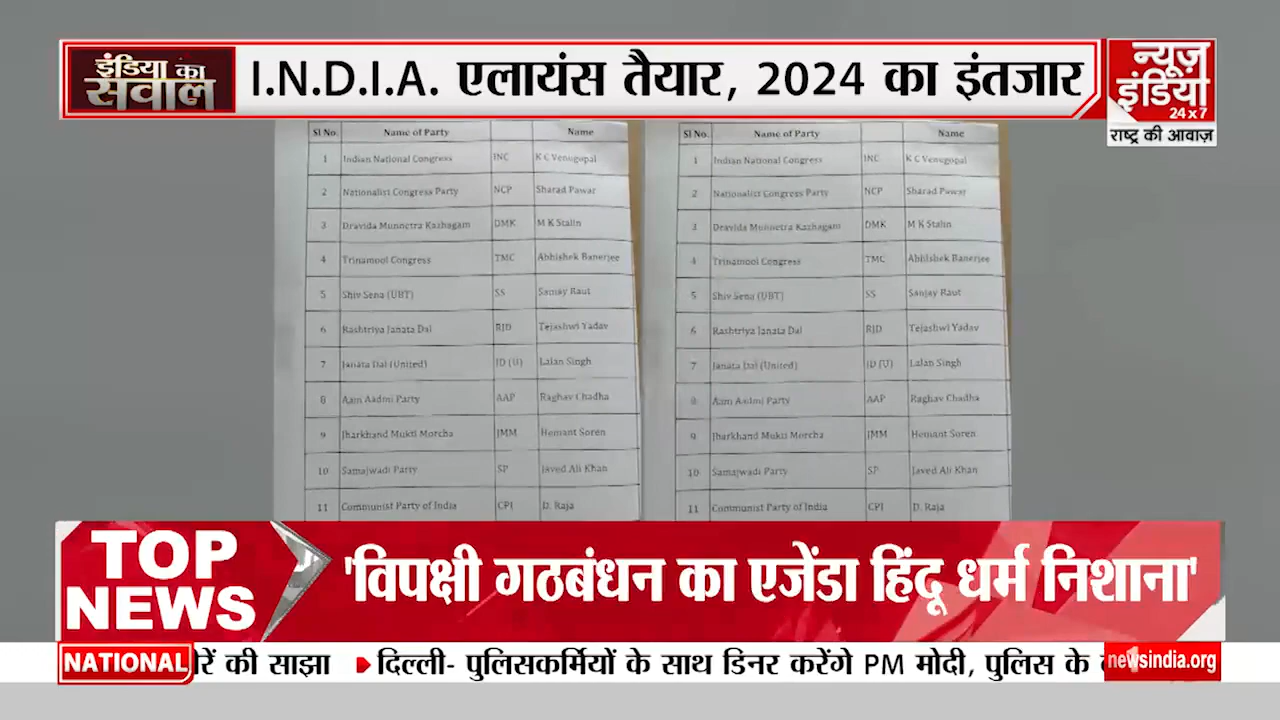 इंडिया का
सवाल
I.N.D.I.A. एलायंस तैयार, 2024 का इंतजार
न्यूज़
इंडिया
24x7
राष्ट्र की आवाज़
Sl No. Name of Party Name
1 Indian National Congress INC K C Venugopal
2 Nationalist Congress Party NCP Sharad Pawar
3 Dravida Munnetra Kazhagam DMK M K Stalin
4 Trinamool Congress TMC Abhishek Banerjee
5 Shiv Sena (UBT) SS Sanjay Raut
6 Rashtriya Janata Dal RJD Tejashwi Yadav
7 Janata Dal (United) JD (U) Lalan Singh
8 Aam Aadmi Party AAP Raghav Chadha
9 Jharkhand Mukti Morcha JMM Hemant Soren
10 Samajwadi Party SP Javed Ali Khan
11 Communist Party of India CPI D. Raja
Sl No. Name of Party Name
1 Indian National Congress INC K C Venugopal
2 Nationalist Congress Party NCP Sharad Pawar
3 Dravida Munnetra Kazhagam DMK M K Stalin
4 Trinamool Congress TMC Abhishek Banerjee
5 Shiv Sena (UBT) SS Sanjay Raut
6 Rashtriya Janata Dal RJD Tejashwi Yadav
7 Janata Dal (United) JD (U) Lalan Singh
8 Aam Aadmi Party AAP Raghav Chadha
9 Jharkhand Mukti Morcha JMM Hemant Soren
10 Samajwadi Party SP Javed Ali Khan
11 Communist Party of India CPI D. Raja
TOP
NEWS
'विपक्षी गठबंधन का एजेंडा हिंदू धर्म निशाना'
NATIONAL
की साझा दिल्ली- पुलिसकर्मियों के साथ डिनर करेंगे PM मोदी, पुलिस के
newsindia.org